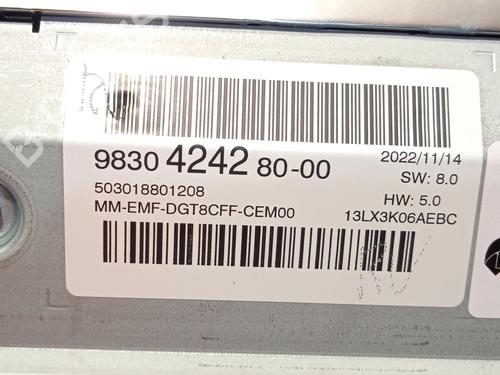 9830 4242 80-00
2022/11/14
503018801208
SW: 8.0
HW: 5.0
MM-EMF-DGT8CFF-CEM00
13LX3K06AEBC